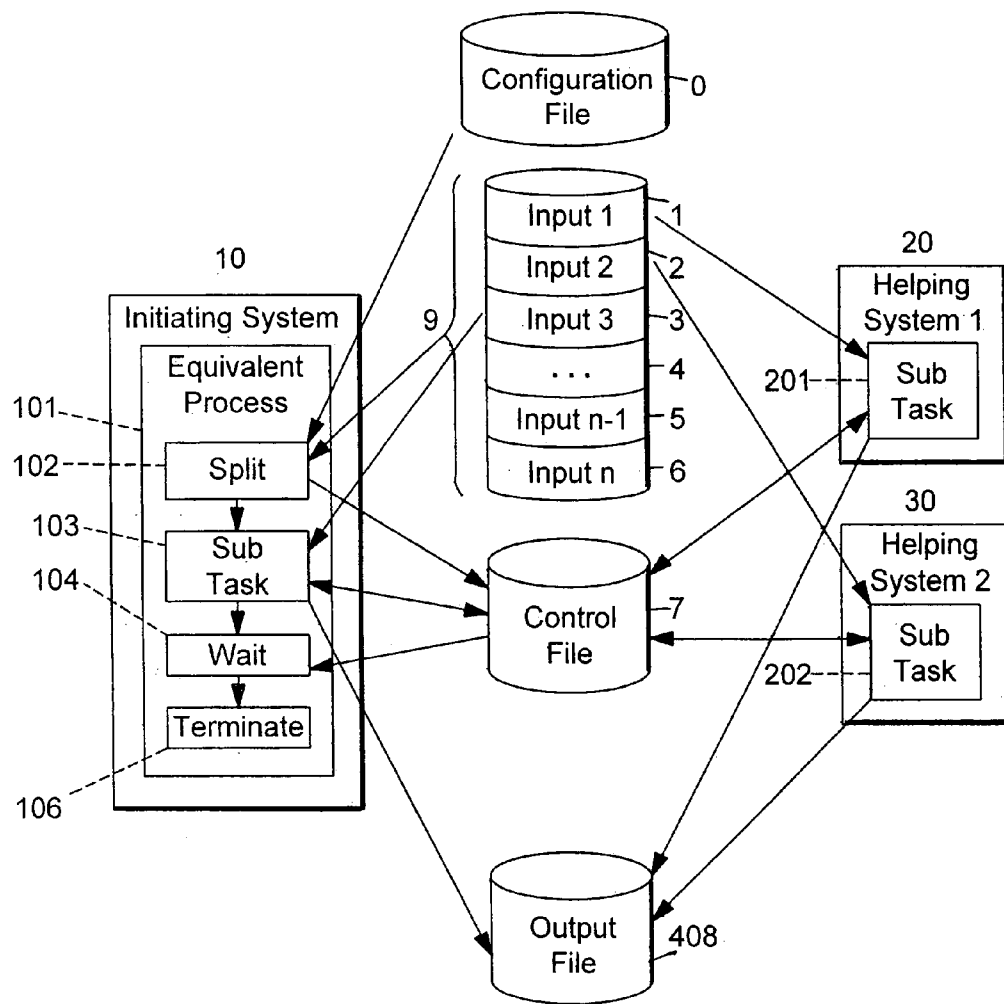 Configuration
File
0
Input 1
1
Input 2
2
Input 3
3
. . .
4
Input n-1
5
Input n
6
9
10
Initiating System
Equivalent
Process
101
Split
102
Sub
Task
103
Wait
104
Terminate
106
20
Helping
System 1
Sub
Task
201
30
Helping
System 2
Sub
Task
202
Control
File
7
Output
File
408